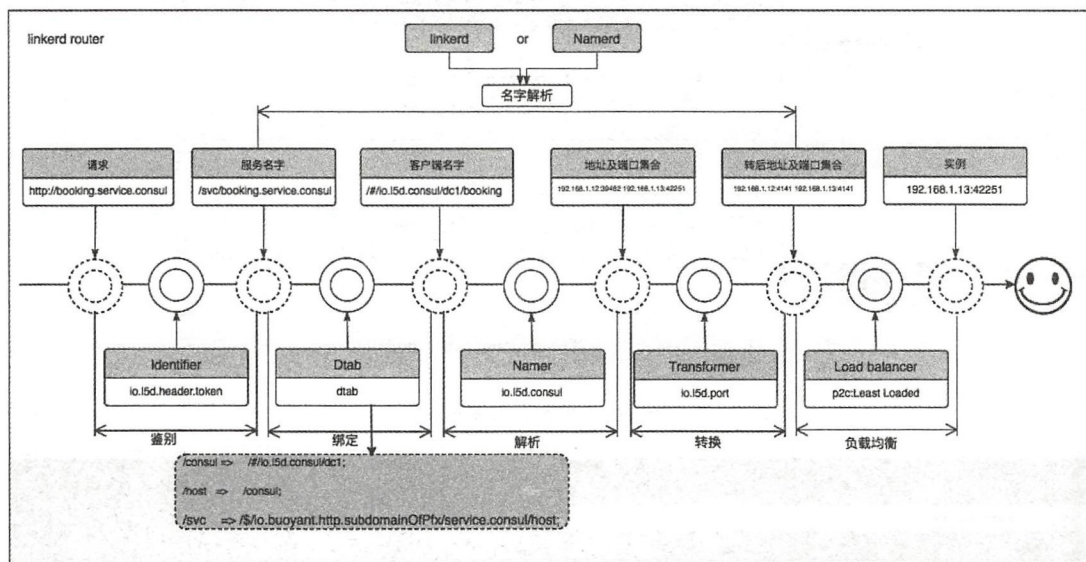 linkerd router
linkerd or Namerd
名字解析
请求
http://booking.service.consul
服务名字
/svc/booking.service.consul
客户端名字
/#/io.l5d.consul/dc1/booking
地址及端口集合
192.168.1.12:39482 192.168.1.13:42251
转后地址及端口集合
192.168.1.12:4141 192.168.1.13:4141
实例
192.168.1.13:42251
Identifier
io.l5d.header.token
Dtab
dtab
Namer
io.l5d.consul
Transformer
io.l5d.port
Load balancer
p2c:Least Loaded
鉴别
绑定
解析
转换
负载均衡
/consul => /#/io.l5d.consul/dc1;
/host => /consul;
/svc => /$/io.buoyant.http.subdomainOfPfx/service.consul/host;